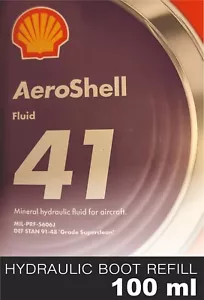 AeroShell
Fluid
41
Mineral hydraulic fluid for aircraft.
MIL-PRF-5606J
DEF STAN 91-48 'Grade Superclean'
HYDRAULIC BOOT REFILL
100 ml